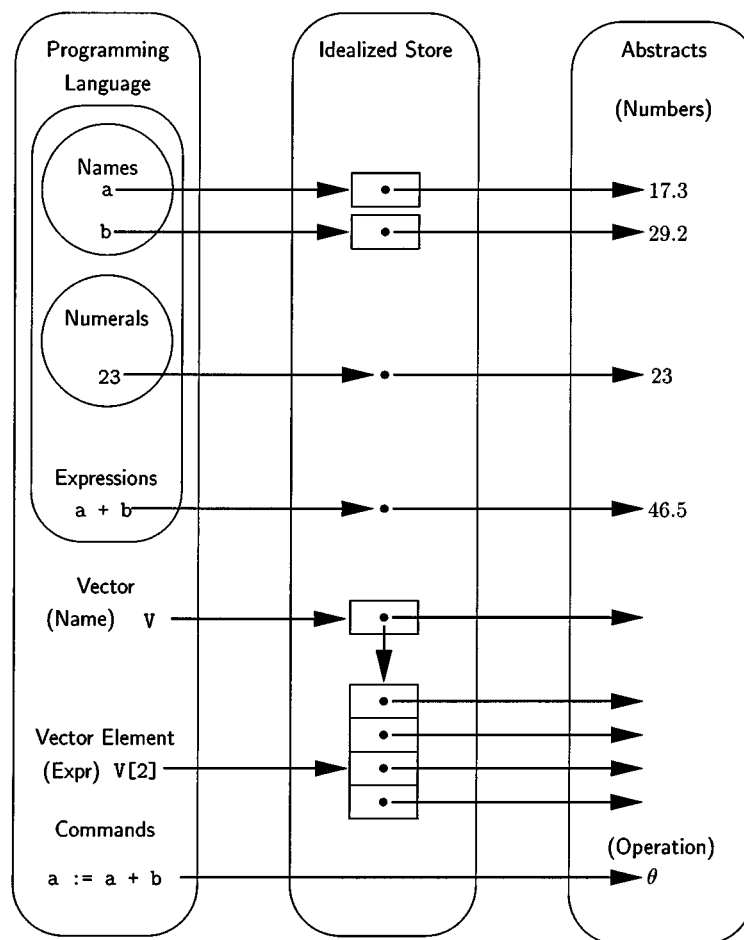 Programming
Language
Idealized Store
Abstracts
(Numbers)
Names
a
17.3
b
29.2
Numerals
23
23
Expressions
a + b
46.5
Vector
(Name) V
Vector Element
(Expr) V[2]
Commands
(Operation)
a := a + b
θ